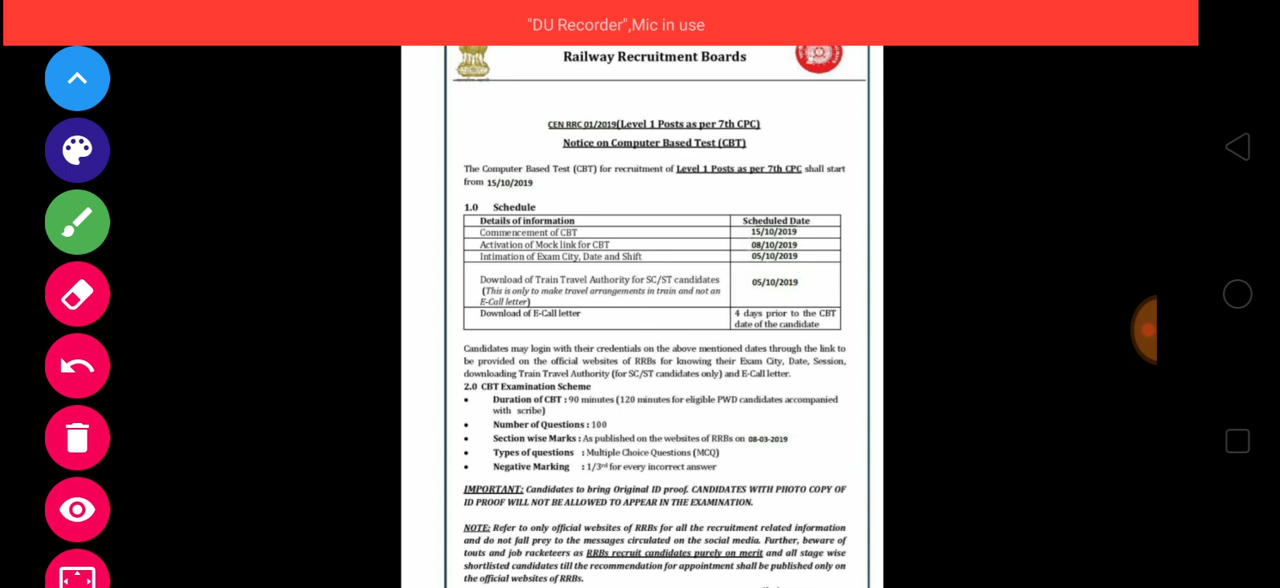 "DU Recorder",Mic in use
Railway Recruitment Boards
CEN RRC 01/2019(Level 1 Posts as per 7th CPC)
Notice on Computer Based Test (CBT)
The Computer Based Test (CBT) for recruitment of Level 1 Posts as per 7th CPC shall start
from 15/10/2019
1.0 Schedule
Details of information Scheduled Date
Commencement of CBT 15/10/2019
Activation of Mock link for CBT 08/10/2019
Intimation of Exam City, Date and Shift 05/10/2019
Download of Train Travel Authority for SC/ST candidates 05/10/2019
(This is only to make travel arrangements in train and not an
E-Call letter)
Download of E-Call letter 4 days prior to the CBT
date of the candidate
Candidates may login with their credentials on the above mentioned dates through the link to
be provided on the official websites of RRBs for knowing their Exam City, Date, Session,
downloading Train Travel Authority (for SC/ST candidates only) and E-Call letter.
2.0 CBT Examination Scheme
• Duration of CBT : 90 minutes (120 minutes for eligible PWD candidates accompanied
with scribe)
• Number of Questions : 100
• Section wise Marks : As published on the websites of RRBs on 08-03-2019
• Types of questions : Multiple Choice Questions (MCQ)
• Negative Marking : 1/3rd for every incorrect answer
IMPORTANT: Candidates to bring Original ID proof. CANDIDATES WITH PHOTO COPY OF
ID PROOF WILL NOT BE ALLOWED TO APPEAR IN THE EXAMINATION.
NOTE: Refer to only official websites of RRBs for all the recruitment related information
and do not fall prey to the messages circulated on the social media. Further, beware of
touts and job racketeers as RRBs recruit candidates purely on merit and all stage wise
shortlisted candidates till the recommendation for appointment shall be published only on
the official websites of RRBs.